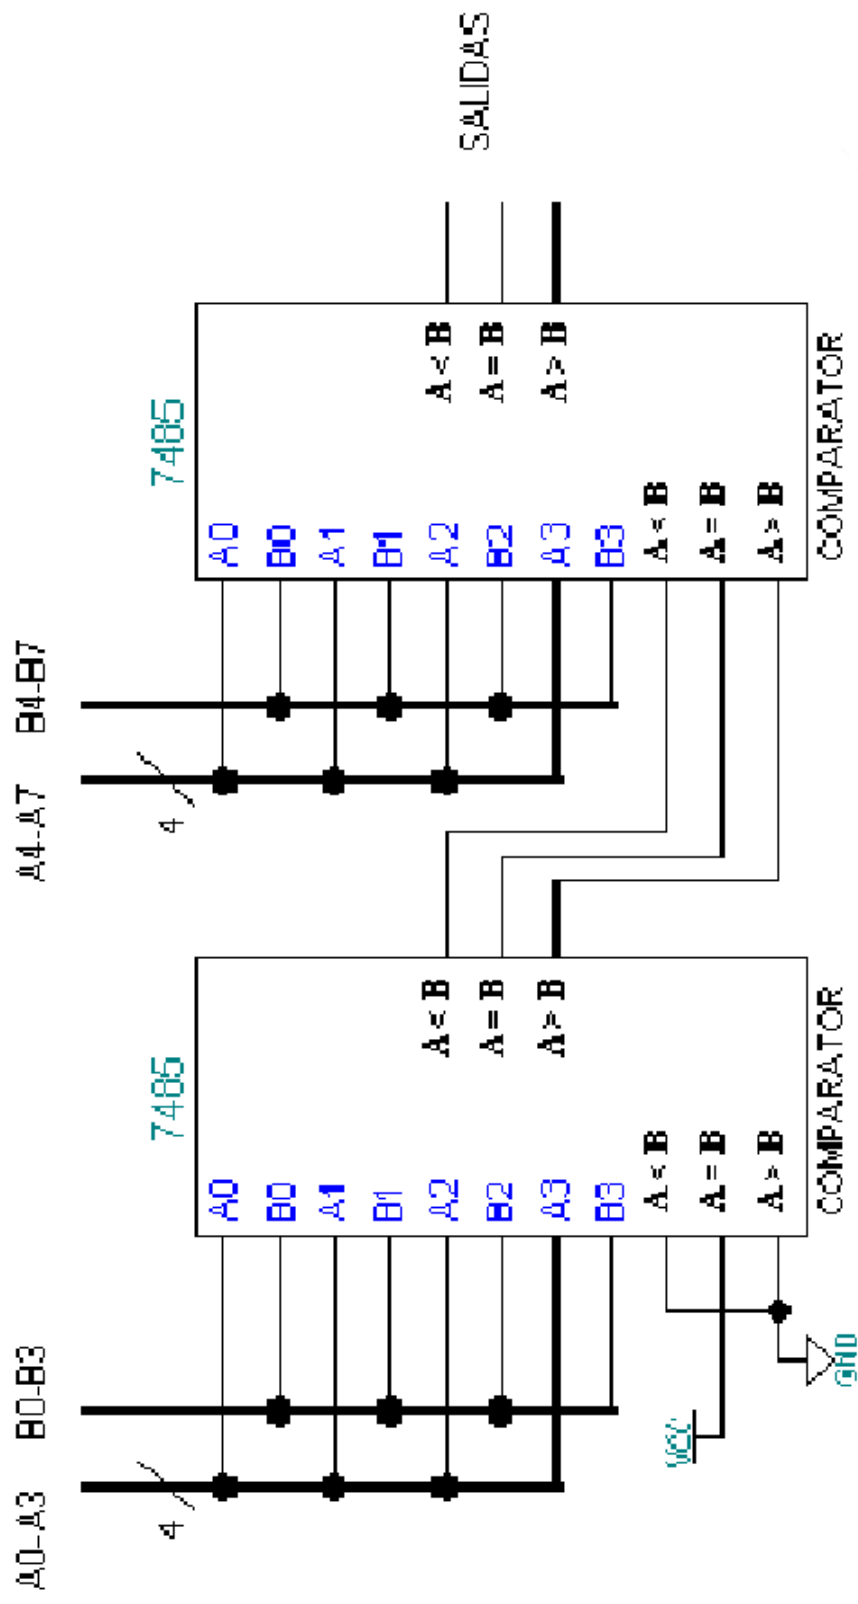 A0-A3
B0-B3
A4-A7
B4-B7
4
4
7485
7485
A0
B0
A1
B1
A2
B2
A3
B3
A<B
A=B
A>B
A<B
A=B
A>B
VCC
GND
COMPARATOR
A0
B0
A1
B1
A2
B2
A3
B3
A<B
A=B
A>B
A<B
A=B
A>B
COMPARATOR
SALIDAS